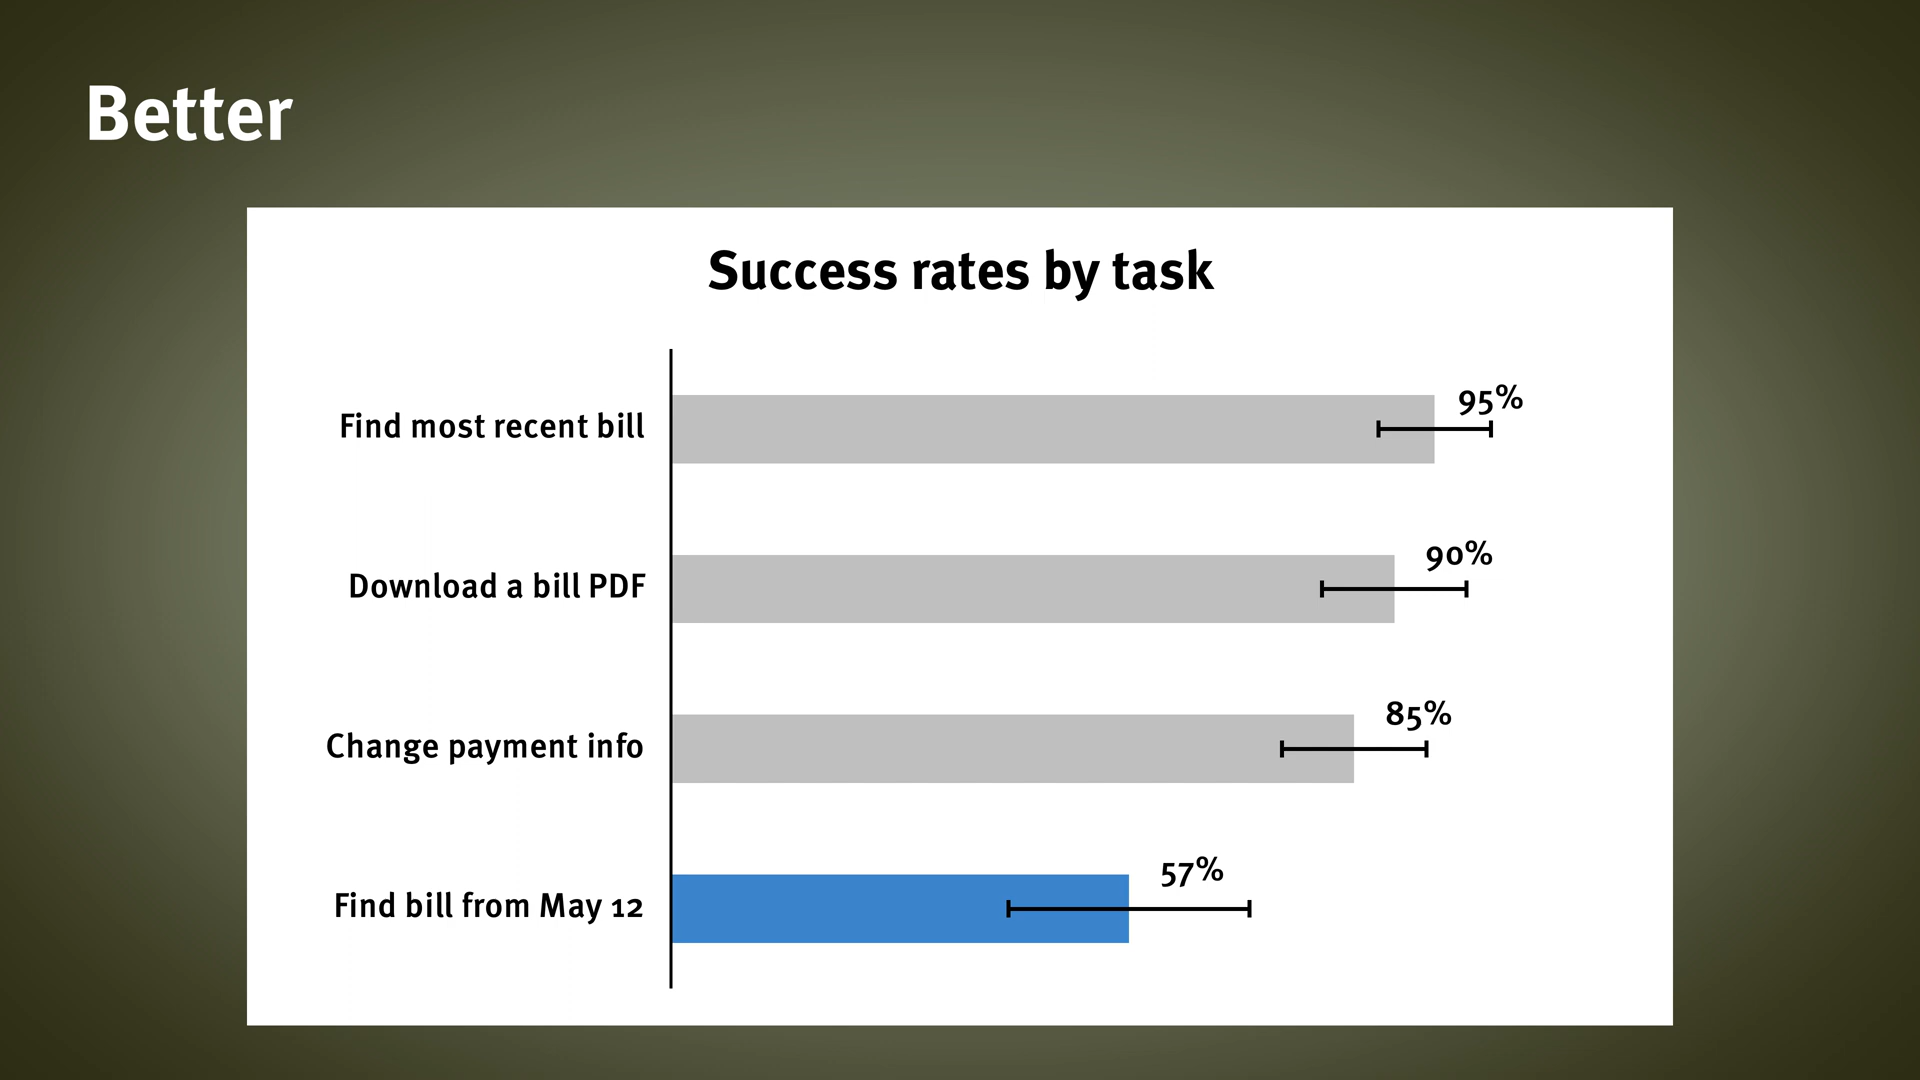 Better
Success rates by task
Find most recent bill
95%
Download a bill PDF
90%
Change payment info
85%
Find bill from May 12
57%